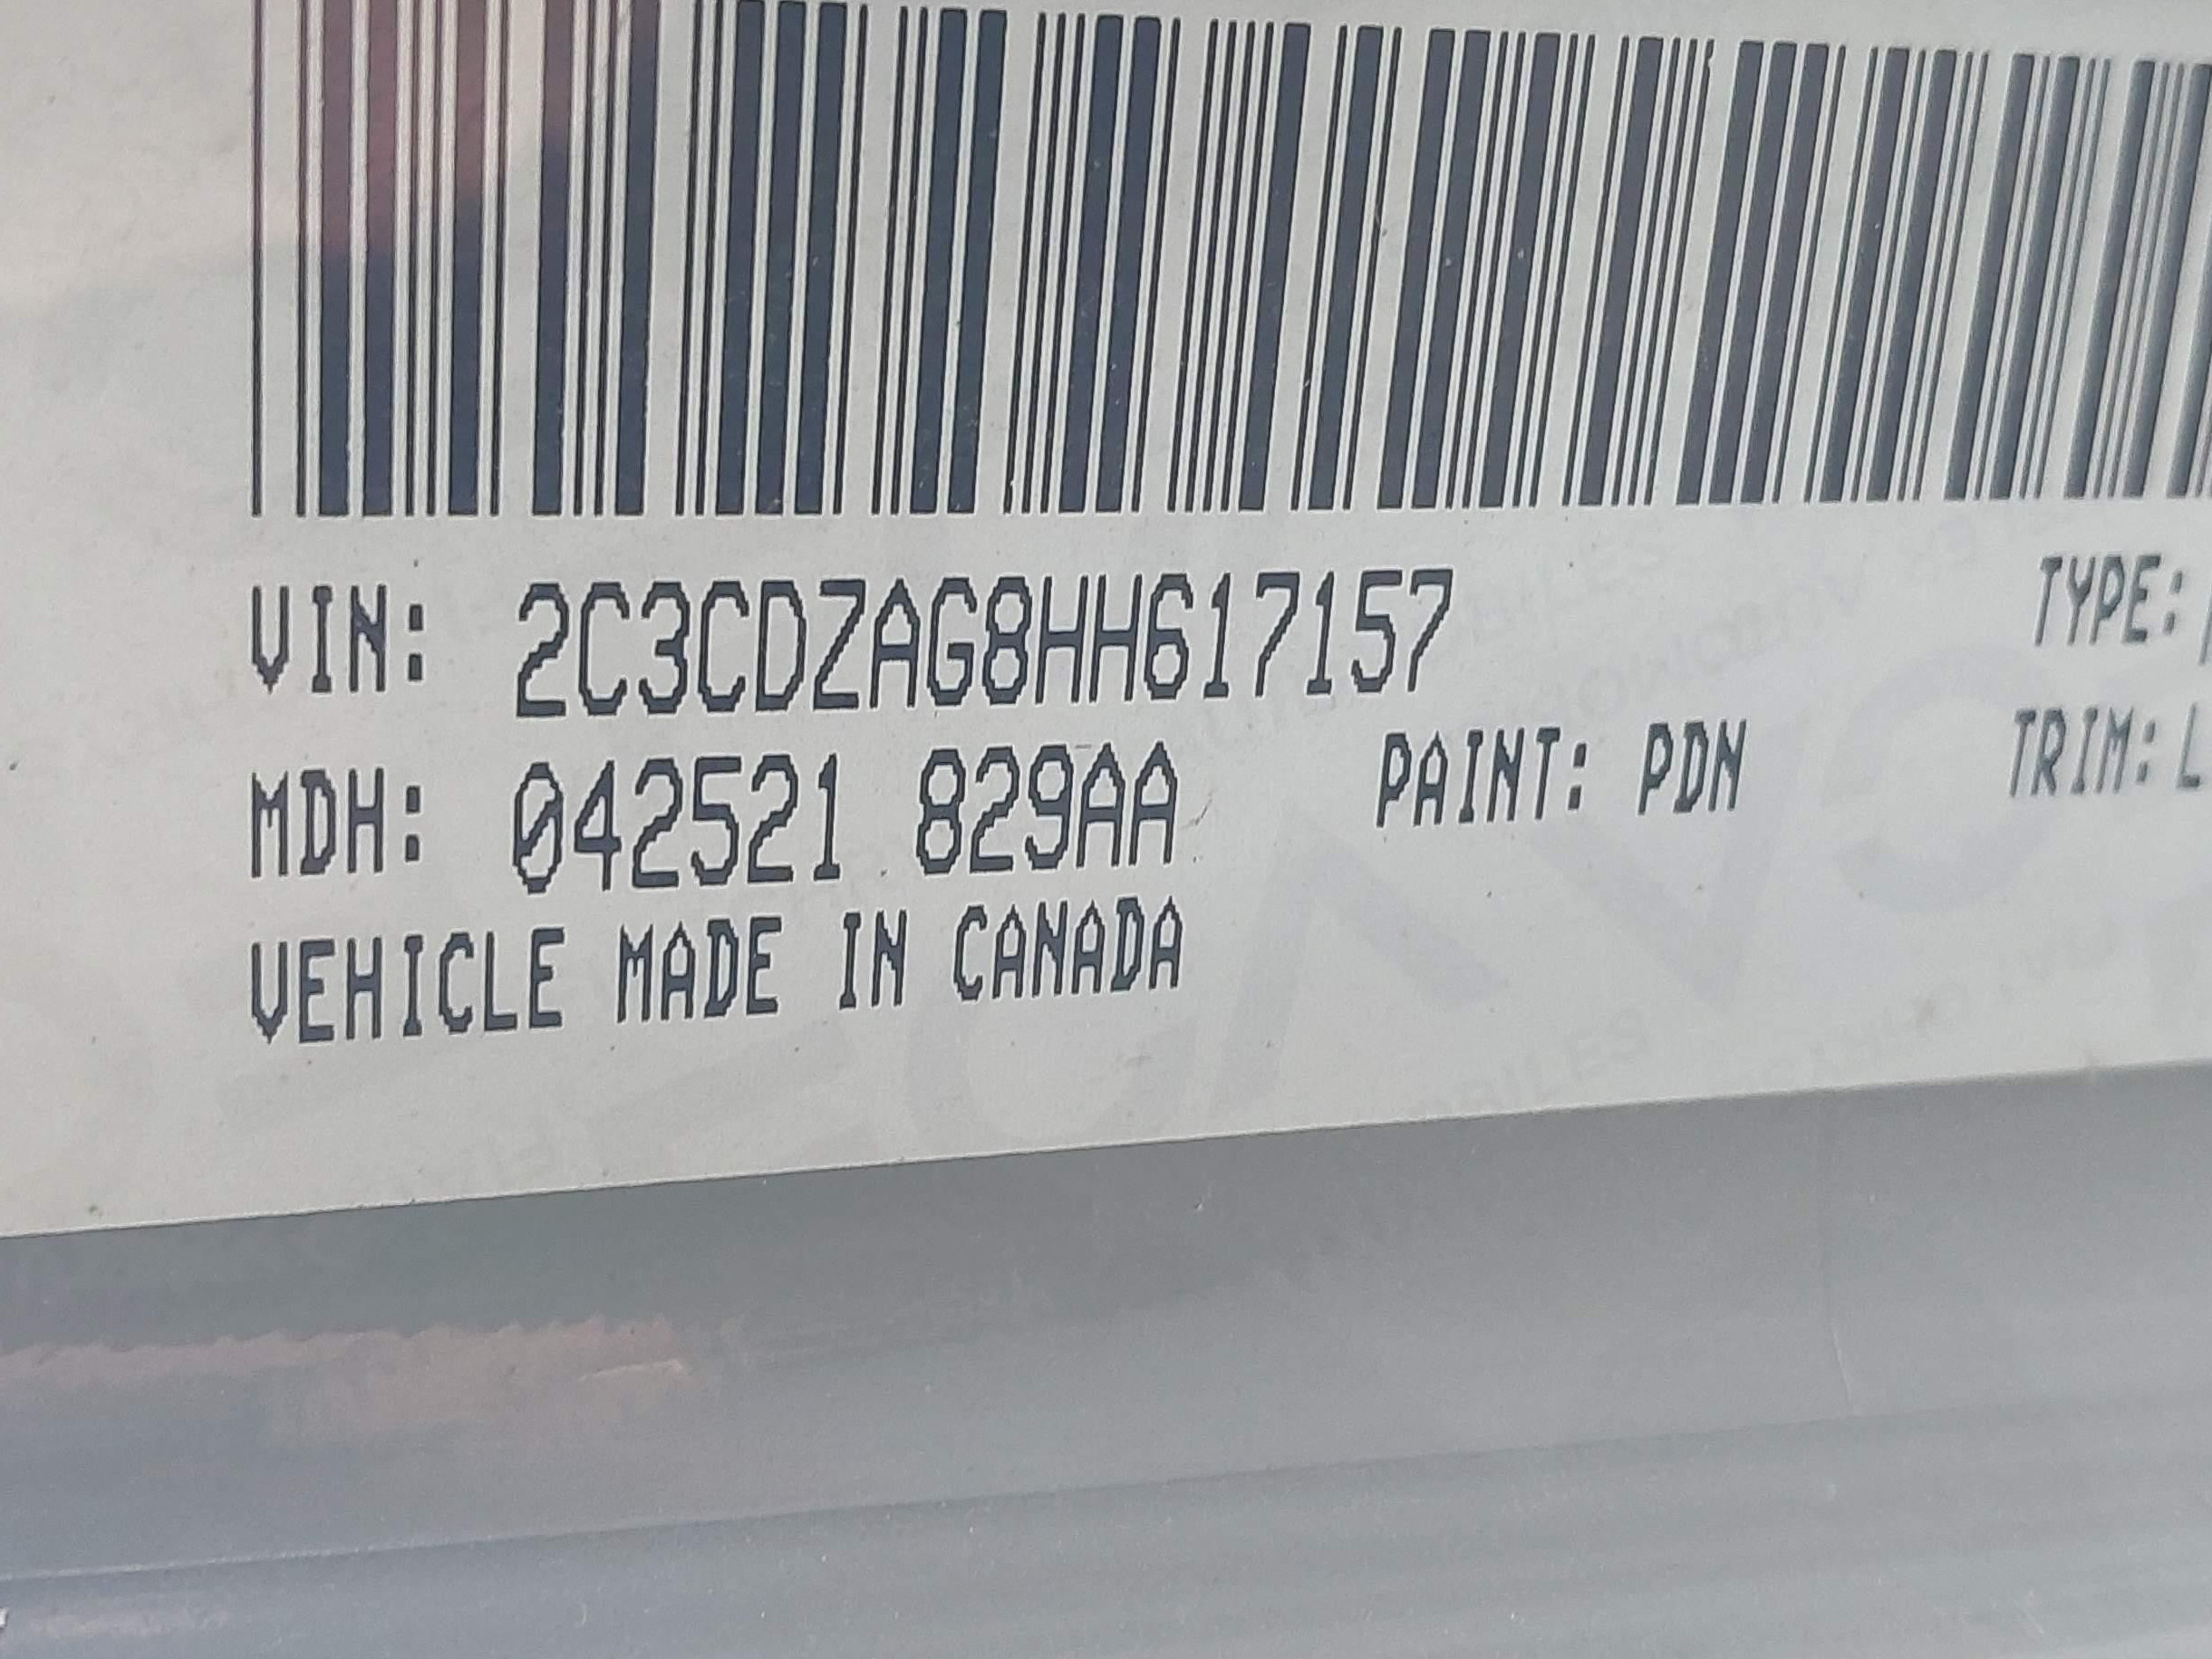 VIN: 2C3CDZAG8HH617157 TYPE:
MDH: 042521 829AA PAINT: PDN TRIM: L
VEHICLE MADE IN CANADA